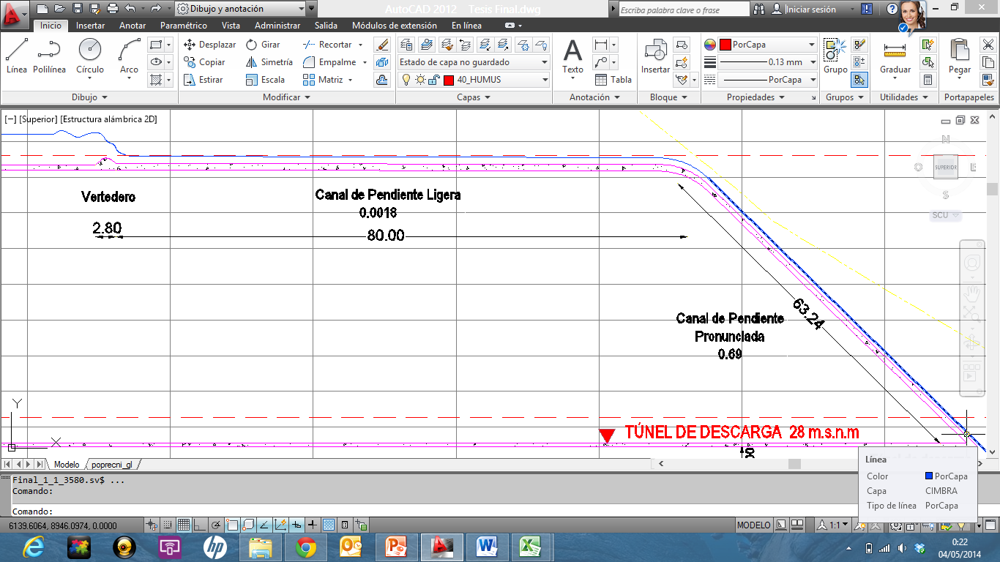 AutoCAD 2012 Tesis Final.dwg
Dibujo y anotación
Escriba palabra clave o frase
Iniciar sesión
Inicio Insertar Anotar Paramétrico Vista Administrar Salida Módulos de extensión En línea
Línea Polilínea Círculo Arco
Desplazar Girar Recortar
Copiar Simetría Empalme
Estirar Escala Matriz
Estado de capa no guardado
40_HUMUS
Texto
Tabla
Insertar
PorCapa
0.13 mm
PorCapa
Grupo
Graduar
Pegar
Dibujo Modificar Capas Anotación Bloque Propiedades Grupos Utilidades Portapapeles
[−] [Superior] [Estructura alámbrica 2D]
N
O SUPERIOR E
S
SCU
Vertedero
2.80
Canal de Pendiente Ligera
0.0018
80.00
63.24
Canal de Pendiente
Pronunciada
0.69
TÚNEL DE DESCARGA 28 m.s.n.m
Y
X
Modelo poprecni_gl
Línea
Color PorCapa
Capa CIMBRA
Tipo de línea PorCapa
Final_1_1_3580.sv$ ...
Comando:
Comando:
6139.6064, 8946.0974, 0.0000
MODELO
1:1
0:22
04/05/2014